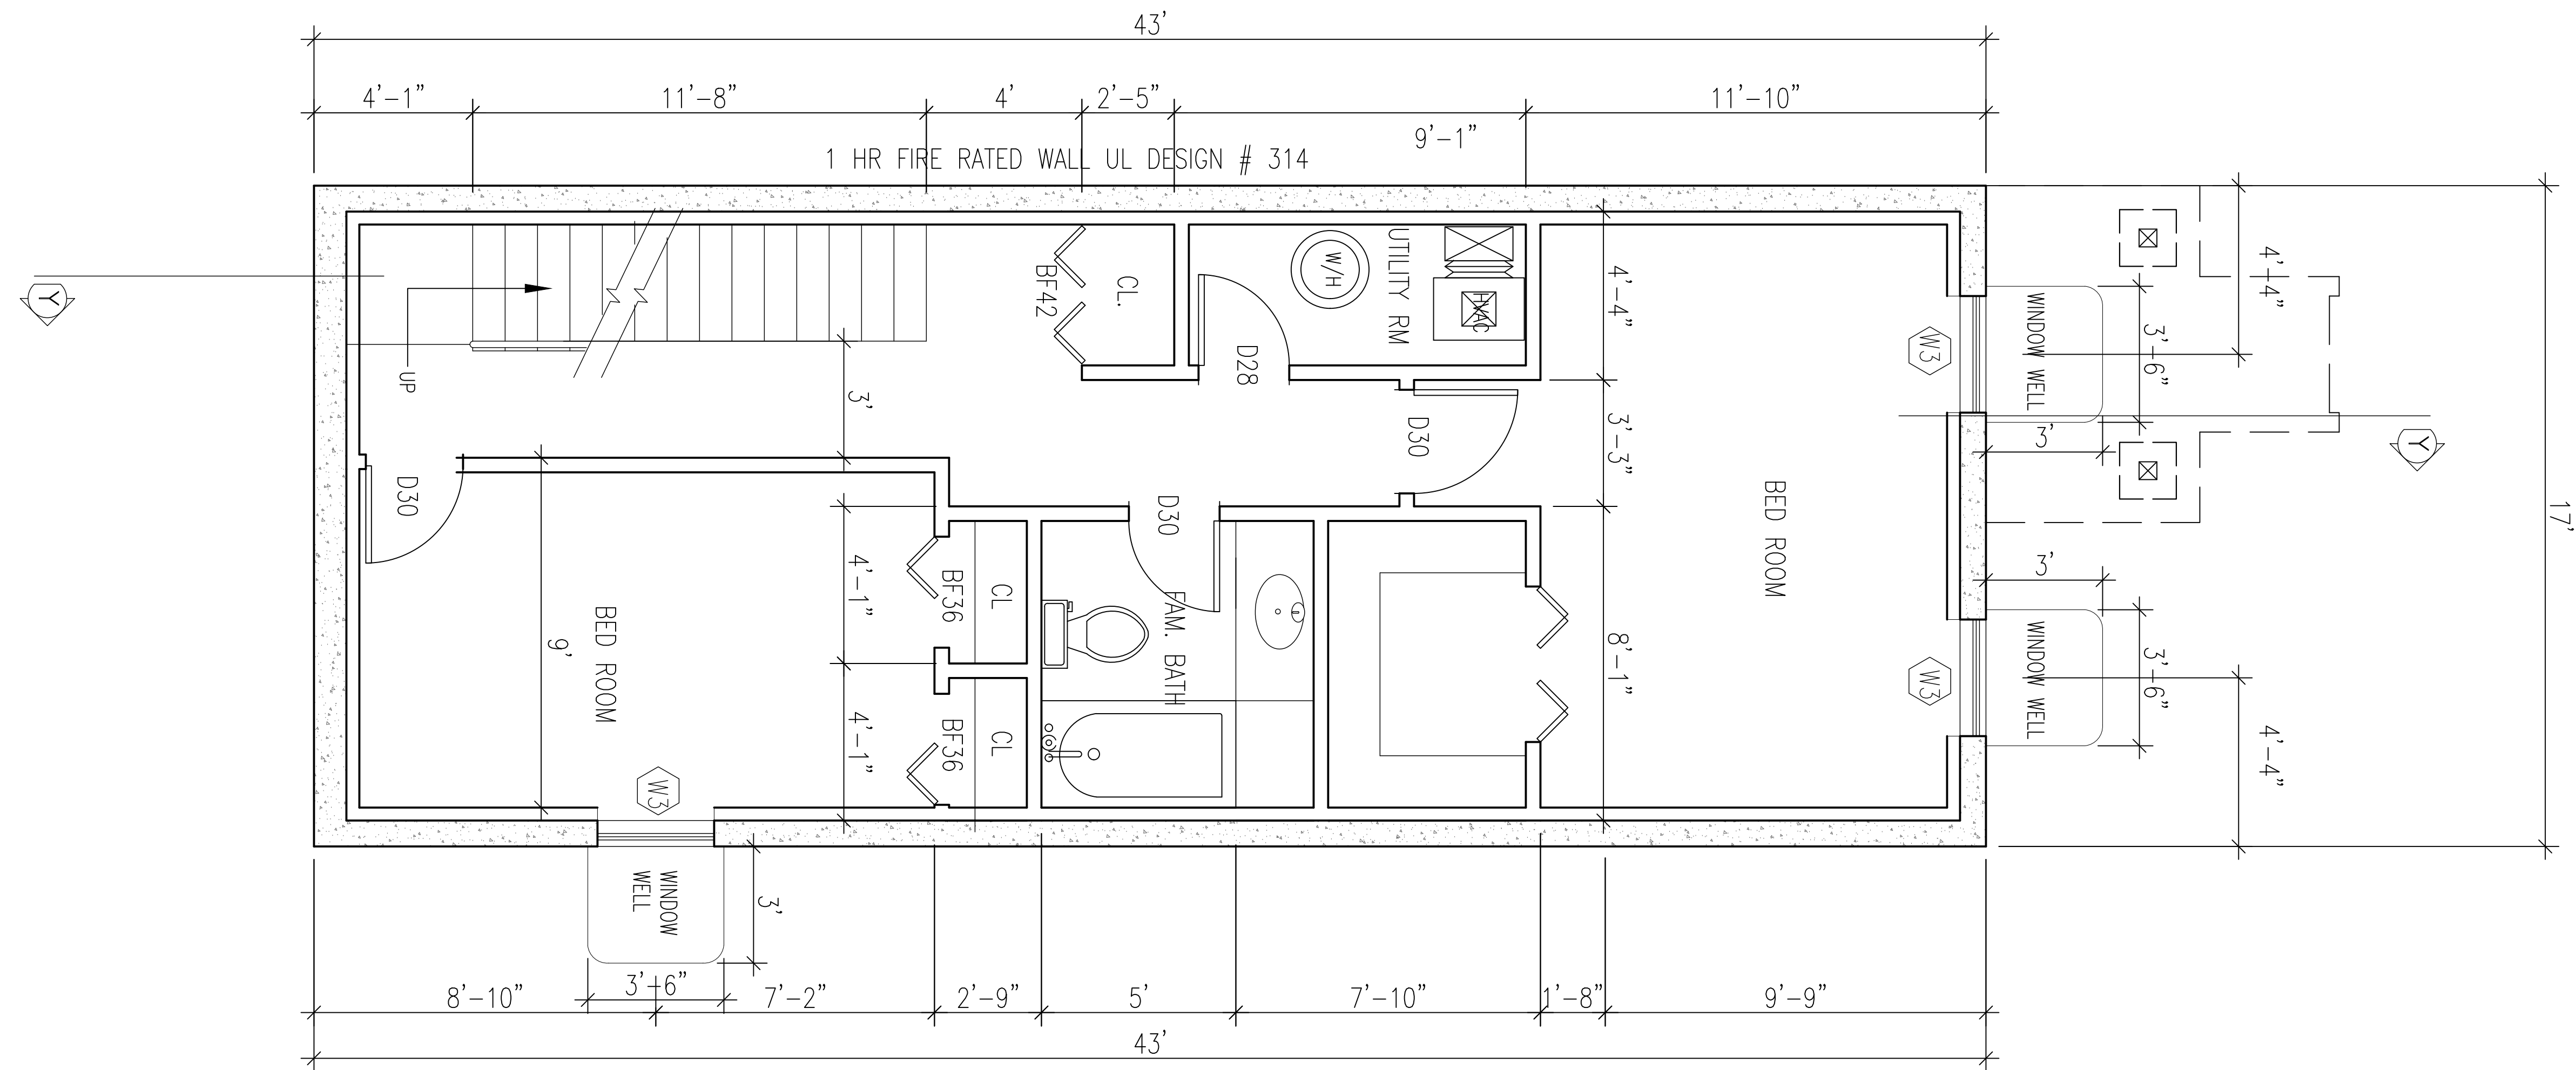 43'
4'-1"
11'-8"
4'
2'-5"
9'-1"
11'-10"
1 HR FIRE RATED WALL UL DESIGN # 314
UP
BF42
CL.
D28
W/H
UTILITY RM
HVAC
4'-4"
W3
WINDOW WELL
3'-6"
4'-4"
Y
3'
D30
3'-3"
3'
Y
D30
BED ROOM
9'
4'-1"
BF36
CL
D30
FAM. BATH
8'-1"
BED ROOM
3'
W3
WINDOW WELL
3'-6"
4'-4"
17'
4'-1"
BF36
CL
W3
WINDOW
WELL
3'
8'-10"
3'-6"
7'-2"
2'-9"
5'
7'-10"
1'-8"
9'-9"
43'